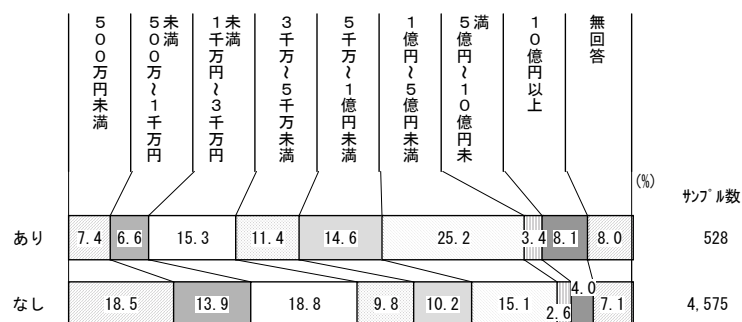 500万円未満
500万～1千万円
未満
1千万円～3千万円
未満
3千万～5千万未満
5千万～1億円未満
1億円～5億円未満
5億円～10億円未
満
10億円以上
無回答
(%)
ｻﾝﾌﾟﾙ数
あり 7.4 6.6 15.3 11.4 14.6 25.2 3.4 8.1 8.0 528
なし 18.5 13.9 18.8 9.8 10.2 15.1 2.6 4.0 7.1 4,575